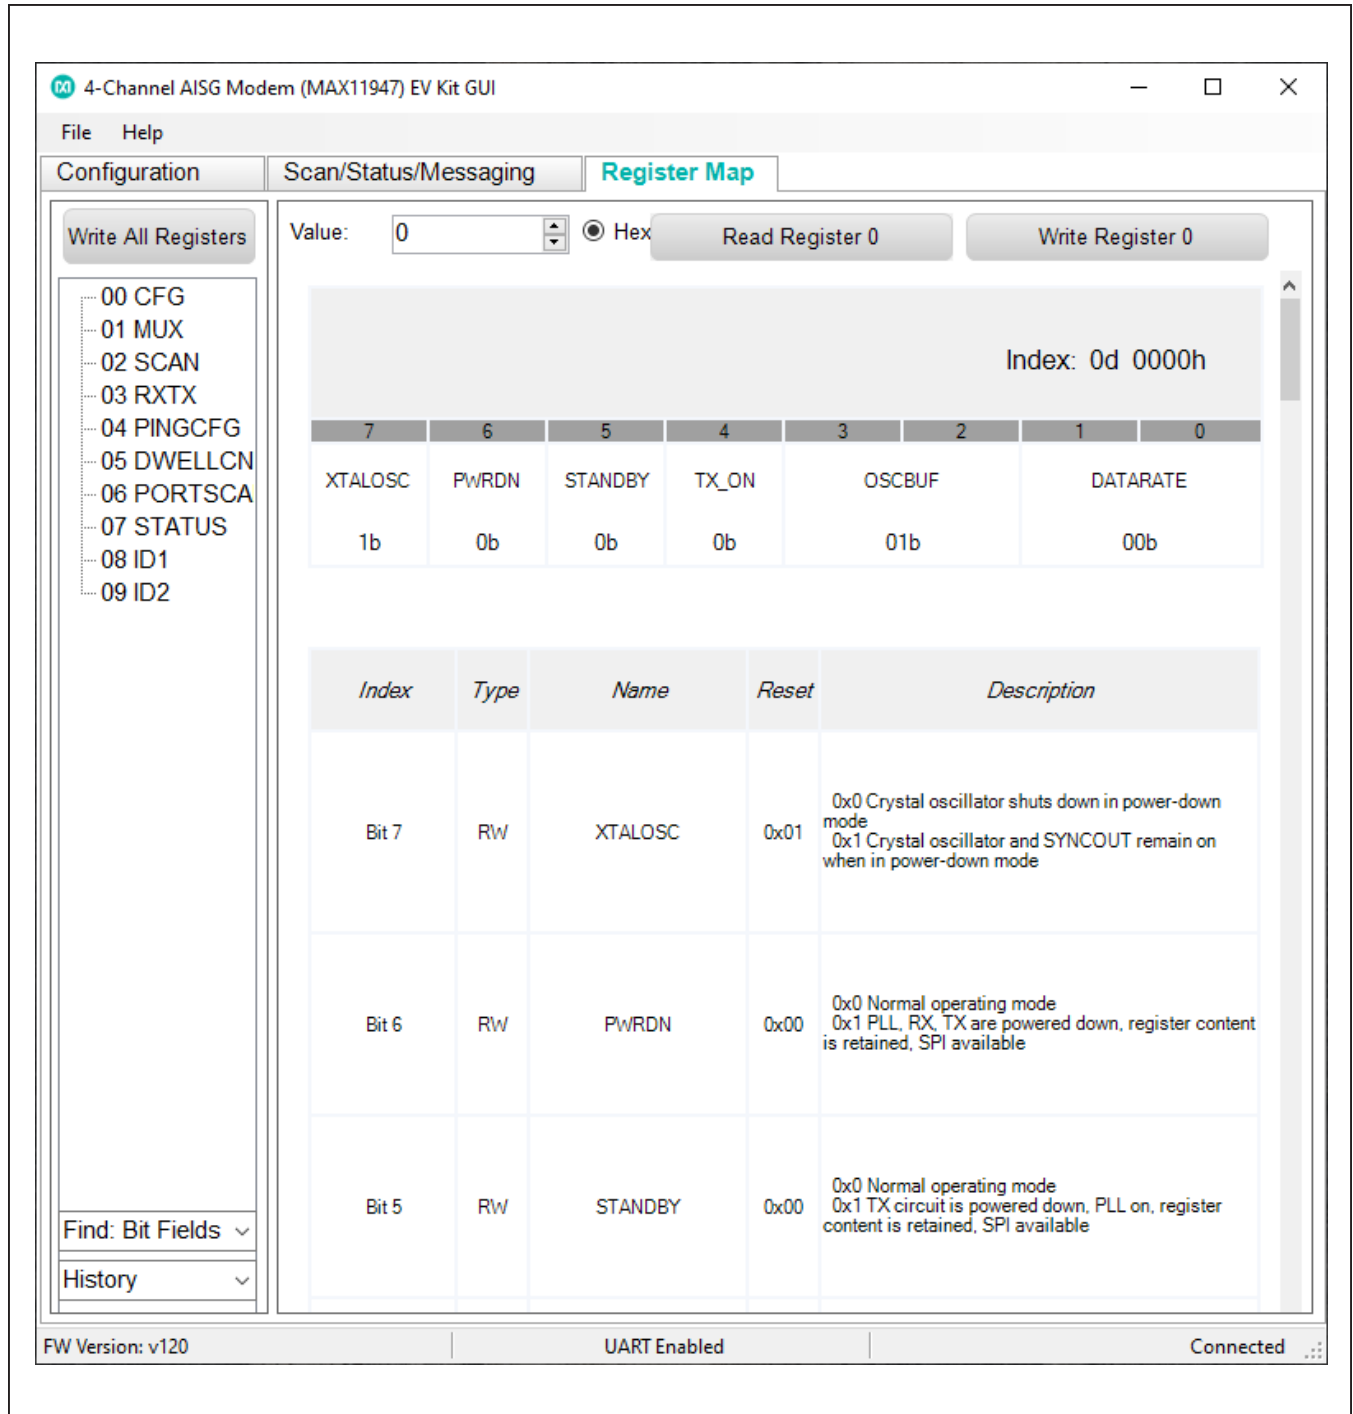 4-Channel AISG Modem (MAX11947) EV Kit GUI
File Help
Configuration Scan/Status/Messaging Register Map
Write All Registers Value: 0 Hex Read Register 0 Write Register 0
00 CFG
01 MUX
02 SCAN
03 RXTX
04 PINGCFG
05 DWELLCN
06 PORTSCA
07 STATUS
08 ID1
09 ID2
Find: Bit Fields
History
Index: 0d 0000h
7 6 5 4 3 2 1 0
XTALOSC PWRDN STANDBY TX_ON OSCBUF DATARATE
1b 0b 0b 0b 01b 00b
Index Type Name Reset Description
Bit 7 RW XTALOSC 0x01
0x0 Crystal oscillator shuts down in power-down
mode
0x1 Crystal oscillator and SYNCOUT remain on
when in power-down mode
Bit 6 RW PWRDN 0x00
0x0 Normal operating mode
0x1 PLL, RX, TX are powered down, register content
is retained, SPI available
Bit 5 RW STANDBY 0x00
0x0 Normal operating mode
0x1 TX circuit is powered down, PLL on, register
content is retained, SPI available
FW Version: v120 UART Enabled Connected